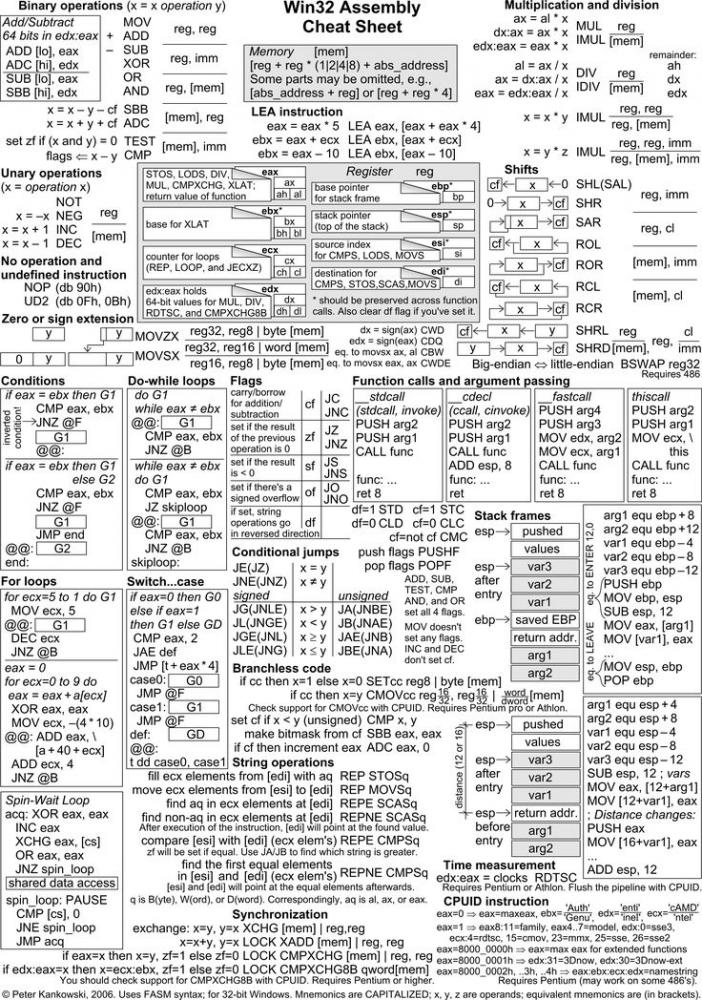 Win32 Assembly
Cheat Sheet
Binary operations (x = x operation y)
Add/Subtract
64 bits in edx:eax
ADD [lo], eax
ADC [hi], edx
SUB [lo], eax
SBB [hi], edx
MOV
+ ADD
– SUB
XOR
OR
AND
reg, reg
reg, imm
reg, [mem]
[mem], reg
[mem], imm
x = x – y – cf SBB
x = x + y + cf ADC
set zf if (x and y) = 0 TEST
flags ⇐ x – y CMP
Memory [mem]
[reg + reg * (1|2|4|8) + abs_address]
Some parts may be omitted, e.g.,
[abs_address + reg] or [reg + reg * 4]
LEA instruction
eax = eax * 5 LEA eax, [eax + eax * 4]
ebx = eax + ecx LEA ebx, [eax + ecx]
ebx = eax – 10 LEA ebx, [eax – 10]
Multiplication and division
ax = al * x
dx:ax = ax * x
edx:eax = eax * x
MUL
IMUL
reg
[mem]
remainder:
al = ax / x
ax = dx:ax / x
eax = edx:eax / x
DIV
IDIV
reg
[mem]
ah
dx
edx
x = x * y IMUL
reg, reg
reg, [mem]
x = y * z IMUL
reg, reg, imm
reg, [mem], imm
Unary operations
(x = operation x)
NOT
x = –x NEG
x = x + 1 INC
x = x – 1 DEC
reg
[mem]
No operation and
undefined instruction
NOP (db 90h)
UD2 (db 0Fh, 0Bh)
Register reg
STOS, LODS, DIV,
MUL, CMPXCHG, XLAT;
return value of function
eax
ax
ah al
base for XLAT
ebx*
bx
bh bl
counter for loops
(REP, LOOP, and JECXZ)
ecx
cx
ch cl
edx:eax holds
64-bit values for MUL, DIV,
RDTSC, and CMPXCHG8B
edx
dx
dh dl
base pointer
for stack frame
ebp*
bp
stack pointer
(top of the stack)
esp*
sp
source index
for CMPS, LODS, MOVS
esi*
si
destination for
CMPS, STOS,SCAS,MOVS
edi*
di
* should be preserved across function
calls. Also clear df flag if you've set it.
Shifts
cf x 0 SHL(SAL)
0 x cf SHR
x cf SAR
cf x ROL
x cf ROR
cf x RCL
x cf RCR
cf x y SHRL
y x cf SHRD
reg, imm
reg, cl
[mem], imm
[mem], cl
reg
[mem],
reg,
cl
imm
Big-endian ⇔ little-endian BSWAP reg32
Requires 486
Zero or sign extension
y y MOVZX
0 y y MOVSX
reg32, reg8 | byte [mem]
reg32, reg16 | word [mem]
reg16, reg8 | byte [mem]
dx = sign(ax) CWD
edx = sign(eax) CDQ
eq. to movsx ax, al CBW
eq. to movsx eax, ax CWDE
Conditions
if eax = ebx then G1
inverted
condition!
CMP eax, ebx
JNZ @F
G1
@@:
if eax = ebx then G1
else G2
CMP eax, ebx
JNZ @F
G1
JMP end
@@: G2
end:
Do-while loops
do G1
while eax ≠ ebx
@@: G1
CMP eax, ebx
JNZ @B
while eax ≠ ebx
do G1
JZ skiploop
@@: G1
CMP eax, ebx
JNZ @B
skiploop:
Flags
carry/borrow
for addition/
subtraction
cf
JC
JNC
set if the result
of the previous
operation is 0
zf
JZ
JNZ
set if the result
is < 0
sf
JS
JNS
set if there's a
signed overflow
of
JO
JNO
if set, string
operations go
in reversed direction
df
Function calls and argument passing
__stdcall
(stdcall, invoke)
PUSH arg2
PUSH arg1
CALL func
func: ...
ret 8
__cdecl
(ccall, cinvoke)
PUSH arg2
PUSH arg1
CALL func
ADD esp, 8
func: ...
ret
__fastcall
PUSH arg4
PUSH arg3
MOV edx, arg2
MOV ecx, arg1
CALL func
func: ...
ret 8
thiscall
PUSH arg2
PUSH arg1
MOV ecx, \
this
CALL func
func: ...
ret 8
df=1 STD cf=1 STC
df=0 CLD cf=0 CLC
cf=not cf CMC
push flags PUSHF
pop flags POPF
ADD, SUB,
TEST, CMP
AND, and OR
set all 4 flags.
MOV doesn't
set any flags.
INC and DEC
don't set cf.
Conditional jumps
JE(JZ) x = y
JNE(JNZ) x ≠ y
signed unsigned
JG(JNLE) x > y JA(JNBE)
JL(JNGE) x < y JB(JNAE)
JGE(JNL) x ≥ y JAE(JNB)
JLE(JNG) x ≤ y JBE(JNA)
Stack frames
esp → pushed
values
esp → var3
after var2
entry var1
ebp → saved EBP
return addr.
arg1
arg2
eq. to ENTER 12,0
eq. to LEAVE
arg1 equ ebp + 8
arg2 equ ebp +12
var1 equ ebp – 4
var2 equ ebp – 8
var3 equ ebp –12
PUSH ebp
MOV ebp, esp
SUB esp, 12
MOV eax, [arg1]
MOV [var1], eax
...
MOV esp, ebp
POP ebp
For loops
for ecx=5 to 1 do G1
MOV ecx, 5
@@: G1
DEC ecx
JNZ @B
eax = 0
for ecx=0 to 9 do
eax = eax + a[ecx]
XOR eax, eax
MOV ecx, –(4 * 10)
@@: ADD eax, \
[a + 40 + ecx]
ADD ecx, 4
JNZ @B
Switch...case
if eax=0 then G0
else if eax=1
then G1 else GD
CMP eax, 2
JAE def
JMP [t + eax * 4]
case0: G0
JMP @F
case1: G1
JMP @F
def: GD
@@:
t dd case0, case1
Branchless code
if cc then x=1 else x=0 SETcc reg8 | byte [mem]
if cc then x=y CMOVcc reg 16/32, reg 16/32 | word/dword [mem]
Check support for CMOVcc with CPUID. Requires Pentium pro or Athlon.
set cf if x < y (unsigned) CMP x, y
make bitmask from cf SBB eax, eax
if cf then increment eax ADC eax, 0
String operations
fill ecx elements from [edi] with aq REP STOSq
move ecx elements from [esi] to [edi] REP MOVSq
find aq in ecx elements at [edi] REPNE SCASq
find non-aq in ecx elements at [edi] REPE SCASq
After execution of the instruction, [edi] will point at the found value.
compare [esi] with [edi] (ecx elem's) REPE CMPSq
zf will be set if equal. Use JA/JB to find which string is greater.
find the first equal elements
in [esi] and [edi] (ecx elem's) REPNE CMPSq
[esi] and [edi] will point at the equal elements afterwards.
q is B(yte), W(ord), or D(word). Correspondingly, aq is al, ax, or eax.
distance (12 or 16)
esp → pushed
values
esp → var3
after var2
entry var1
esp → return addr.
before arg1
entry arg2
arg1 equ esp + 4
arg2 equ esp + 8
var1 equ esp – 4
var2 equ esp – 8
var3 equ esp –12
SUB esp, 12 ; vars
MOV eax, [12+arg1]
MOV [12+var1], eax
; Distance changes:
PUSH eax
MOV [16+var1], eax
...
ADD esp, 12
Spin-Wait Loop
acq: XOR eax, eax
INC eax
XCHG eax, [cs]
OR eax, eax
JNZ spin_loop
shared data access
spin_loop: PAUSE
CMP [cs], 0
JNE spin_loop
JMP acq
Time measurement
edx:eax = clocks RDTSC
Requires Pentium or Athlon. Flush the pipeline with CPUID.
Synchronization
exchange: x=y, y=x XCHG [mem] | reg, reg
x=x+y, y=x LOCK XADD [mem] | reg, reg
if eax=x then x=y, zf=1 else zf=0 LOCK CMPXCHG [mem] | reg, reg
if edx:eax=x then x=ecx:ebx, zf=1 else zf=0 LOCK CMPXCHG8B qword[mem]
You should check support for CMPXCHG8B with CPUID. Requires Pentium or higher.
CPUID instruction
eax=0 ⇒ eax=maxeax, ebx= 'Auth' 'Genu', edx= 'enti' 'ineI', ecx= 'cAMD' 'ntel'
eax=1 ⇒ eax8:11=family, eax4..7=model, edx:0=sse3,
ecx:4=rdtsc, 15=cmov, 23=mmx, 25=sse, 26=sse2
eax=8000_0000h ⇒ eax=max eax for extended functions
eax=8000_0001h ⇒ edx:31=3Dnow, edx:30=3Dnow-ext
eax=8000_0002h, ..3h, ..4h ⇒ eax:ebx:ecx:edx=namestring
Requires Pentium (may work on some 486's).
© Peter Kankowski, 2006. Uses FASM syntax; for 32-bit Windows. Mnemonics are CAPITALIZED; x, y, z are operands; equivalent mnemonics are (in brackets).